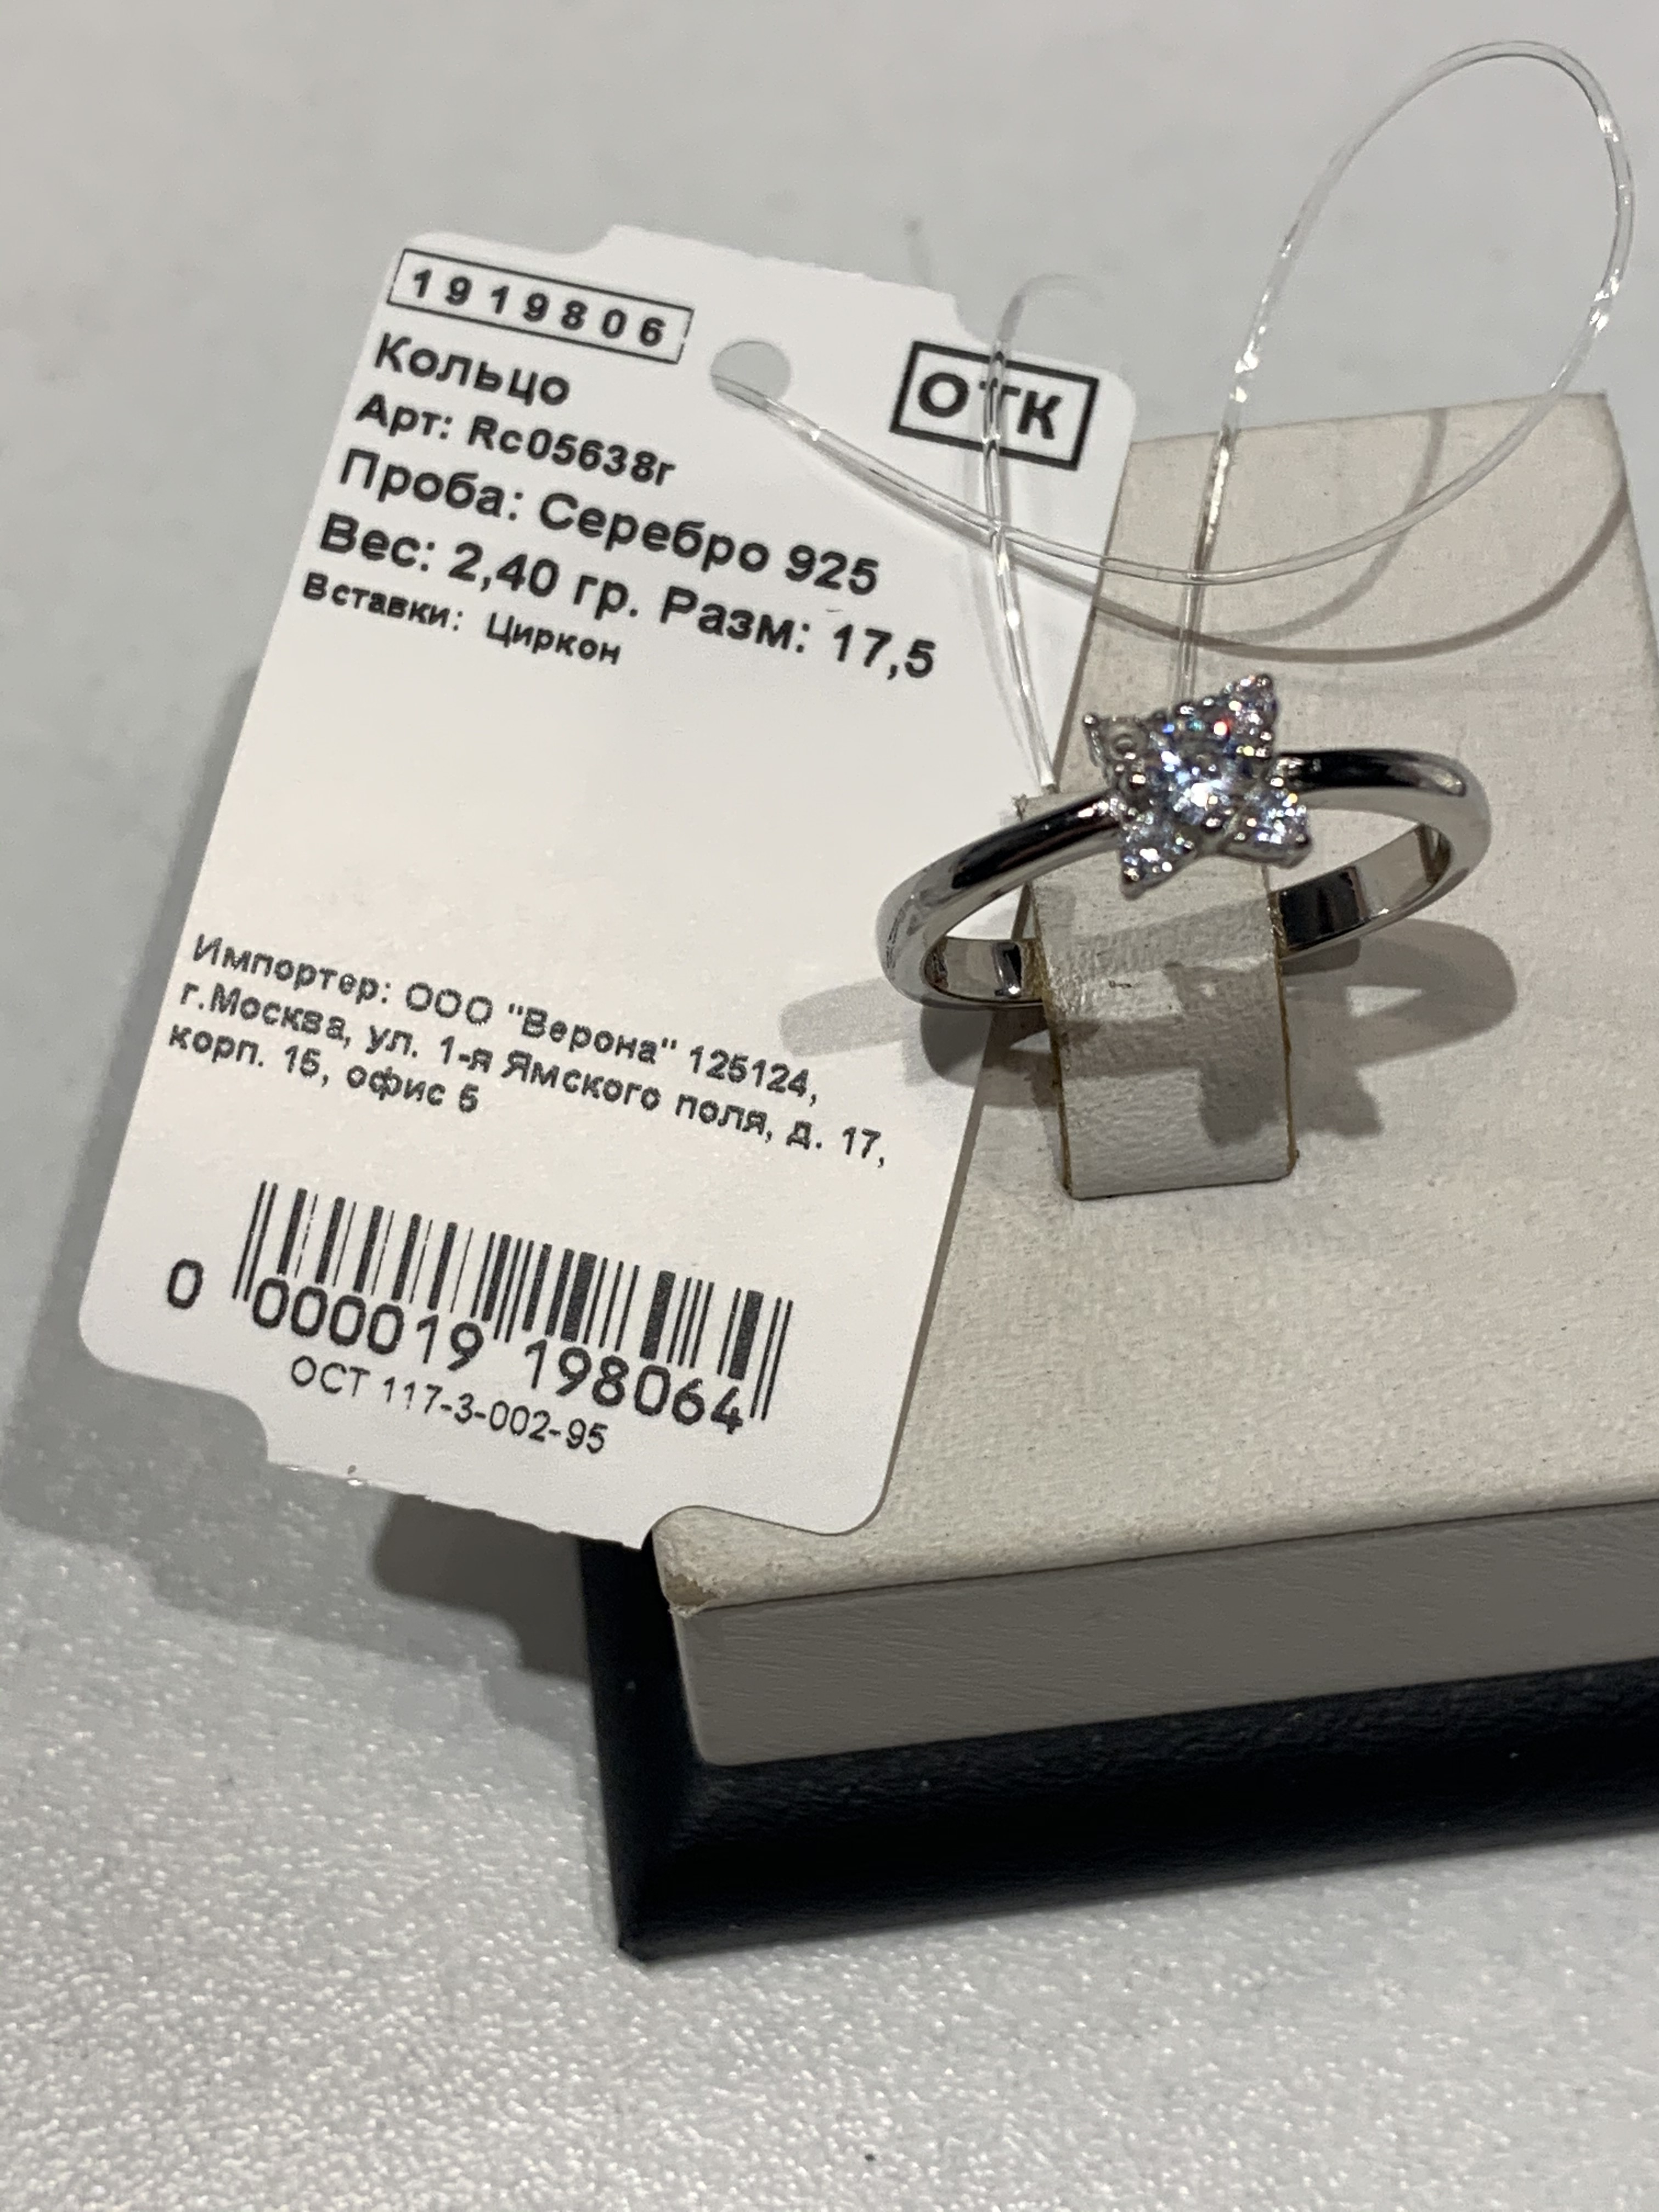 1919806
ОТК
Кольцо
Арт: Rc05638r
Проба: Серебро 925
Вес: 2,40 гр. Разм: 17,5
Вставки: Циркон
Импортер: ООО "Верона" 125124,
г.Москва, ул. 1-я Ямского поля, д. 17,
корп. 15, офис 5
0 000019 198064
ОСТ 117-3-002-95